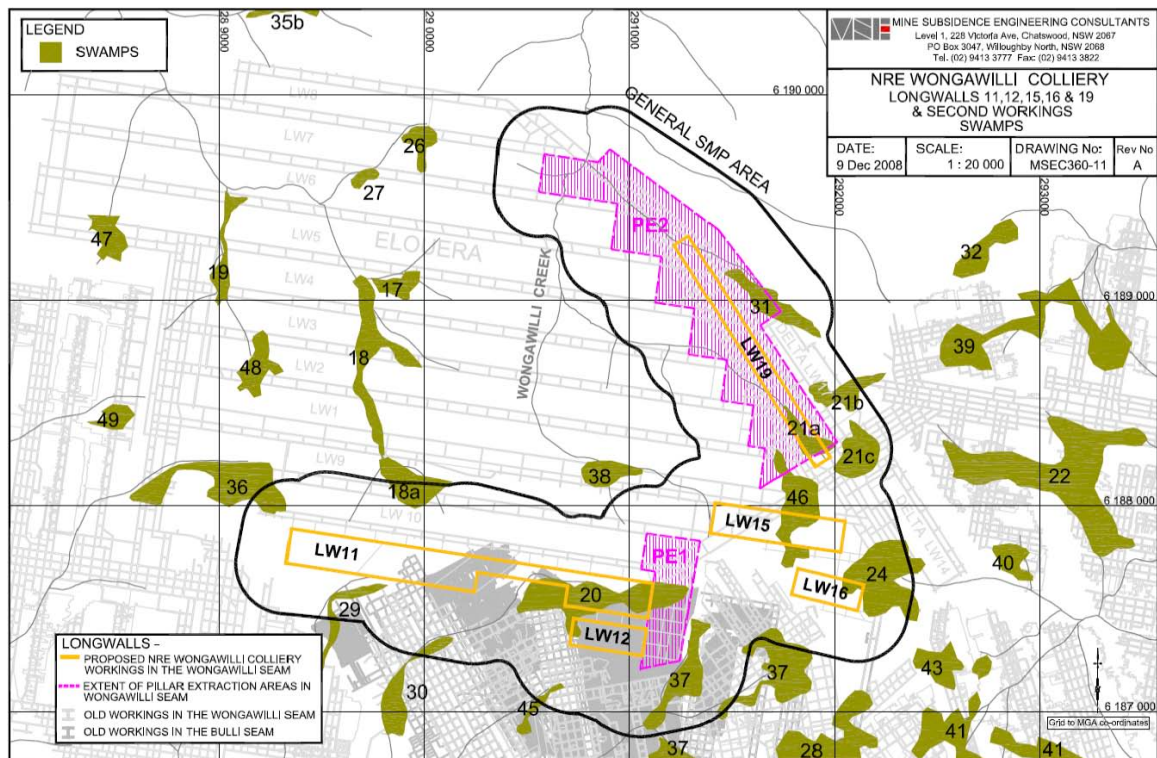 LEGEND
SWAMPS
MINE SUBSIDENCE ENGINEERING CONSULTANTS
Level 1, 228 Victoria Ave, Chatswood, NSW 2067
PO Box 3047, Willoughby North, NSW 2068
Tel. (02) 9413 3777 Fax: (02) 9413 3822
NRE WONGAWILLI COLLIERY
LONGWALLS 11,12,15,16 & 19
& SECOND WORKINGS
SWAMPS
DATE:
9 Dec 2008
SCALE:
1 : 20 000
DRAWING No:
MSEC360-11
Rev No
A
35b
289000
290000
291000
292000
293000
6 190 000
6 189 000
6 188 000
6 187 000
GENERAL SMP AREA
LW8
LW7
LW6
LW5
LW4
LW3
LW2
LW1
LW9
LW 10
ELOUERA
WONGAWILLI CREEK
26
27
47
19
17
18
48
49
36
18a
38
PE2
31
LW19
21b
21a
21c
46
32
39
22
LW15
LW11
PE1
LW16
24
40
20
LW12
29
30
45
37
37
37
43
41
41
28
LONGWALLS -
PROPOSED NRE WONGAWILLI COLLIERY
WORKINGS IN THE WONGAWILLI SEAM
EXTENT OF PILLAR EXTRACTION AREAS IN
WONGAWILLI SEAM
OLD WORKINGS IN THE WONGAWILLI SEAM
OLD WORKINGS IN THE BULLI SEAM
Grid to MGA co-ordinates